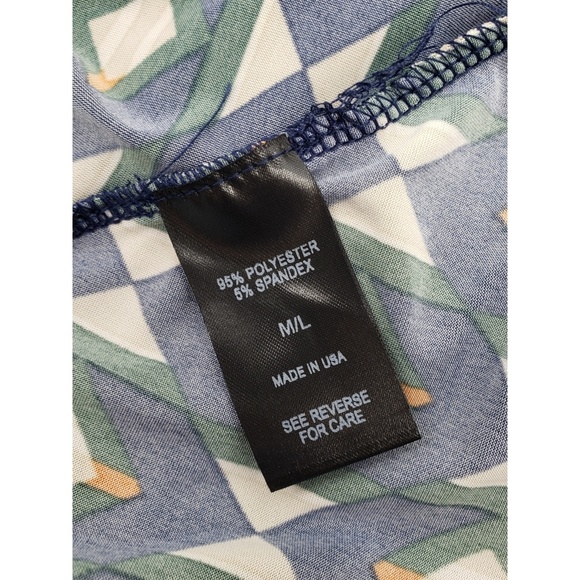 95% POLYESTER
5% SPANDEX
M/L
MADE IN USA
SEE REVERSE
FOR CARE